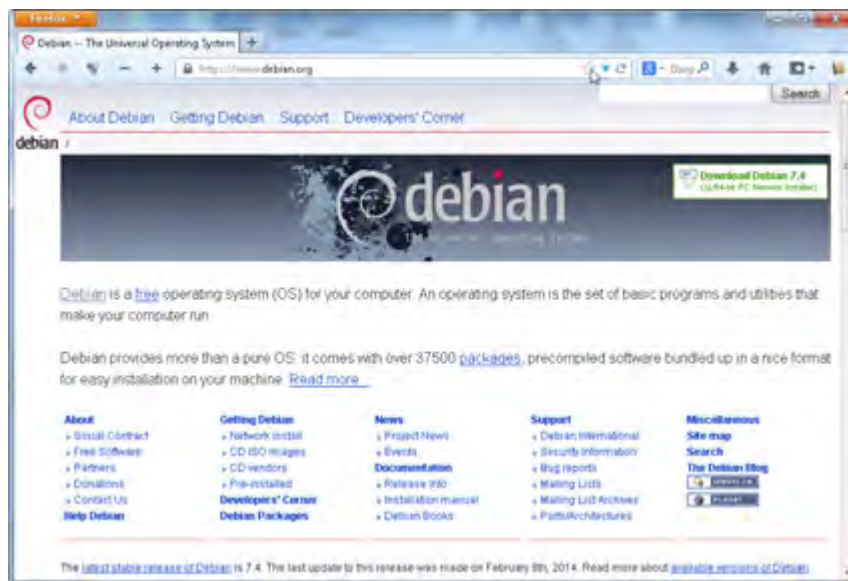 Firefox
Debian -- The Universal Operating System
https://www.debian.org
Search
About Debian Getting Debian Support Developers' Corner
debian /
Download Debian 7.4
debian
Debian is a free operating system (OS) for your computer. An operating system is the set of basic programs and utilities that
make your computer run.
Debian provides more than a pure OS: it comes with over 37500 packages, precompiled software bundled up in a nice format
for easy installation on your machine. Read more...
About
Social Contract
Free Software
Partners
Donations
Contact Us
Help Debian
Getting Debian
Network install
CD ISO images
CD vendors
Pre-installed
Developers' Corner
Debian Packages
News
Project News
Events
Documentation
Release Info
Installation manual
Debian Books
Support
Debian International
Security Information
Bug reports
Mailing Lists
Mailing List Archives
Ports/Architectures
Miscellaneous
Site map
Search
The Debian Blog
PLANET
The latest stable release of Debian is 7.4. The last update to this release was made on February 8th, 2014. Read more about available versions of Debian.